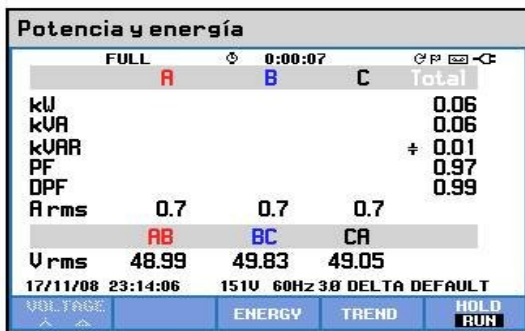 Potencia y energía
FULL 0:00:07
A B C Total
kW 0.06
kVA 0.06
kVAR 0.01
PF 0.97
DPF 0.99
A rms 0.7 0.7 0.7
AB BC CA
V rms 48.99 49.83 49.05
17/11/08 23:14:06 151V 60Hz 3Ø DELTA DEFAULT
VOLTAGE ENERGY TREND HOLD
RUN